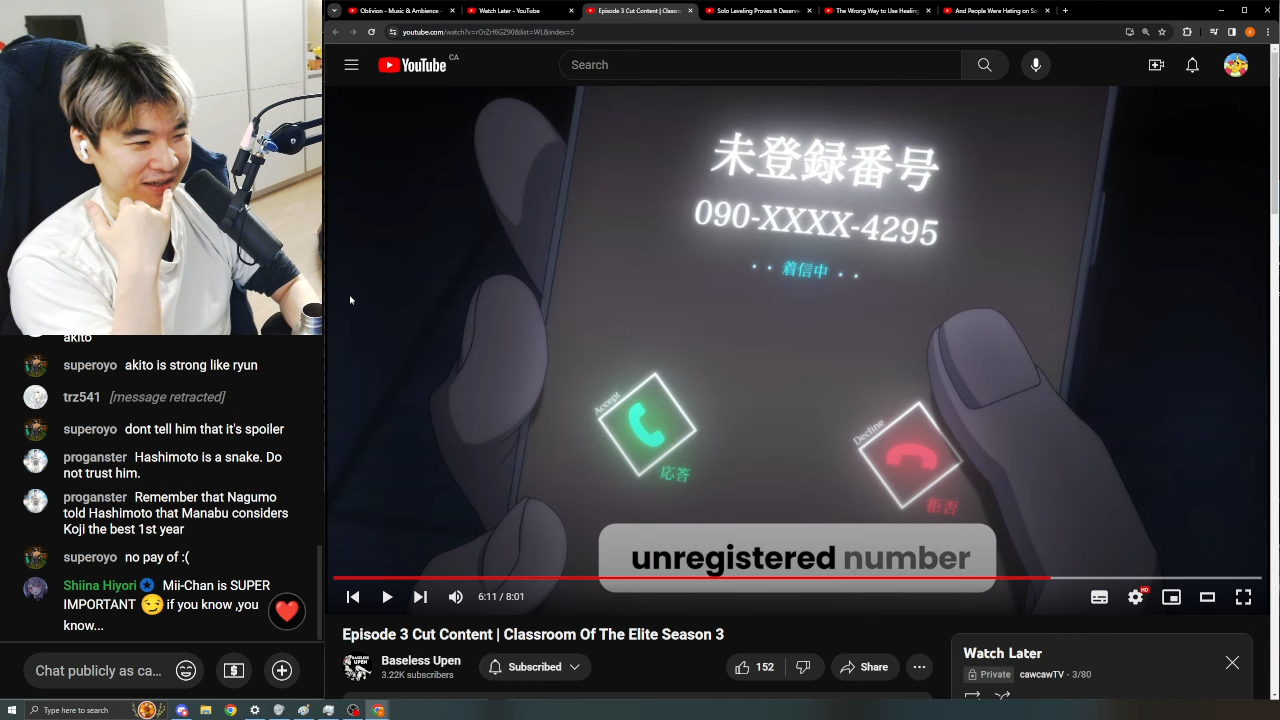 Oblivion - Music & Ambience -
Watch Later - YouTube
Episode 3 Cut Content | Classr
Solo Leveling Proves It Deserve
The Wrong Way to Use Healing
And People Were Hating on So
youtube.com/watch?v=rOrZrf6GZ90&list=WL&index=5
YouTube CA
Search
未登録番号
090-XXXX-4295
・・着信中・・
Accept
応答
Decline
拒否
unregistered number
6:11 / 8:01
HD
Episode 3 Cut Content | Classroom Of The Elite Season 3
BASELESS UPEN
Baseless Upen
3.22K subscribers
Subscribed
152
Share
Watch Later
Private cawcawTV - 3/80
akito
superoyo akito is strong like ryun
trz541 [message retracted]
superoyo dont tell him that it's spoiler
proganster Hashimoto is a snake. Do
not trust him.
proganster Remember that Nagumo
told Hashimoto that Manabu considers
Koji the best 1st year
superoyo no pay of :(
Shiina Hiyori Mii-Chan is SUPER
IMPORTANT 😏 if you know ,you
know...
Chat publicly as ca...
Type here to search